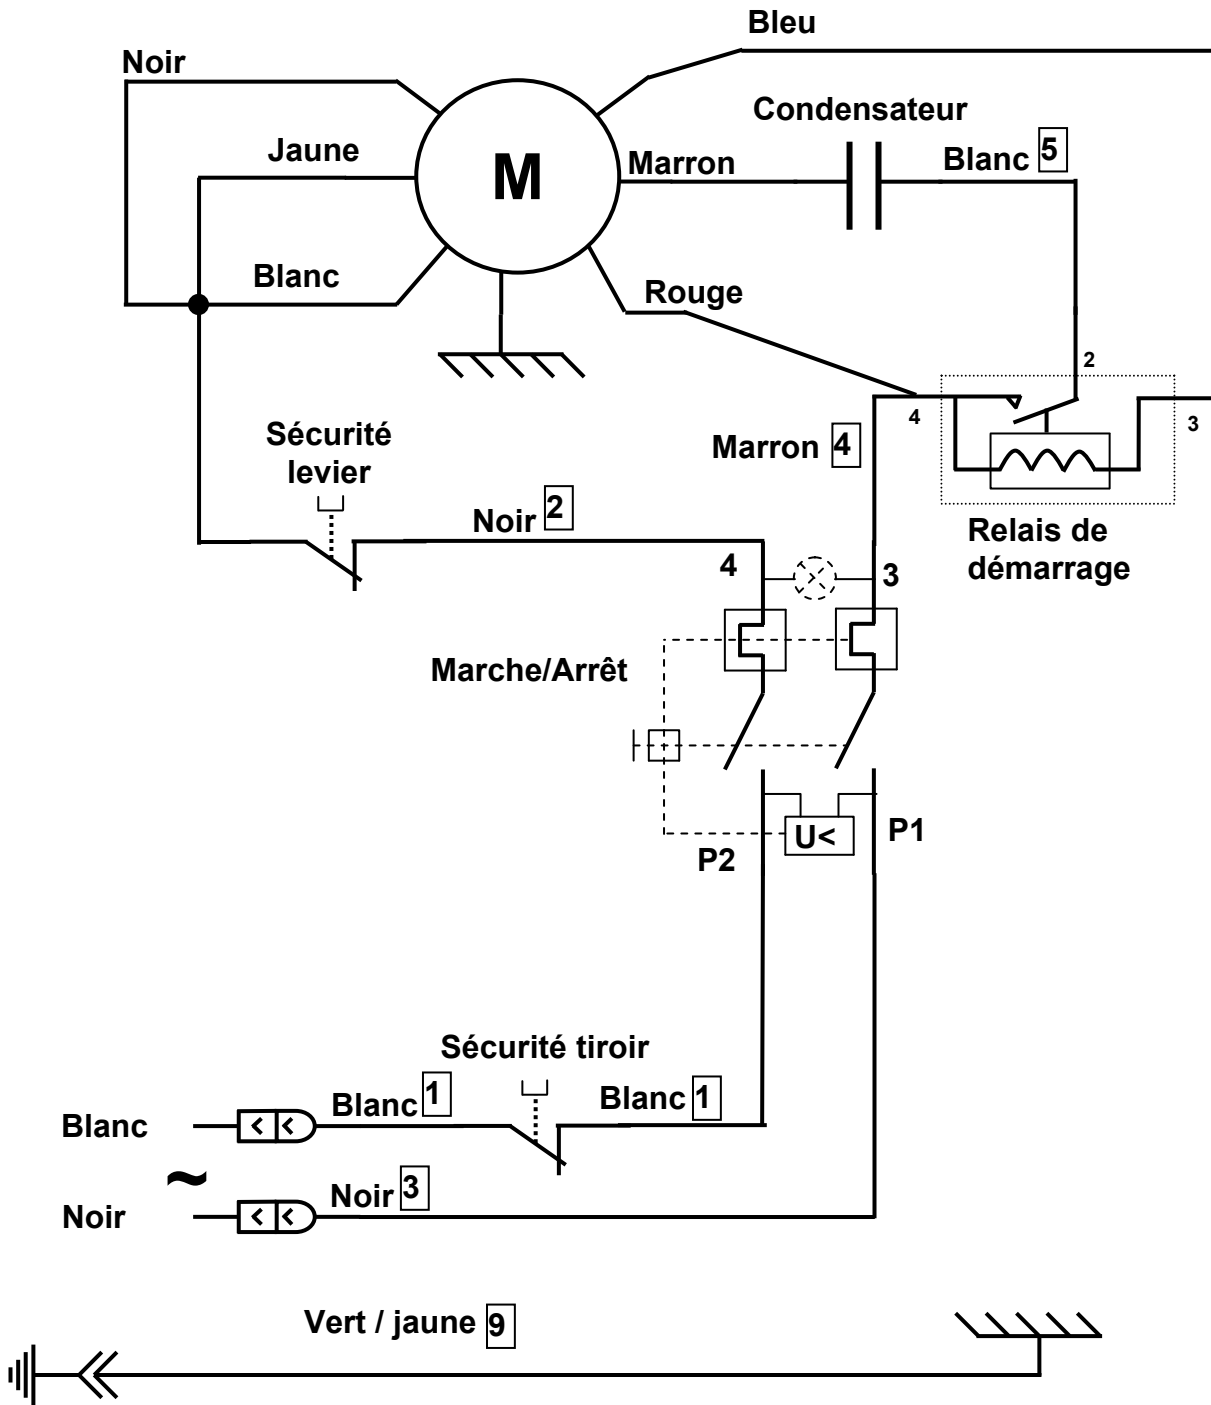 Bleu
Noir
Condensateur
Jaune
M
Marron
Blanc 5
Blanc
Rouge
2
4
3
Sécurité
levier
Marron 4
Noir 2
Relais de
démarrage
4
3
Marche/Arrêt
U<
P1
P2
Sécurité tiroir
Blanc
Blanc 1
Blanc 1
~
Noir
Noir 3
Vert / jaune 9